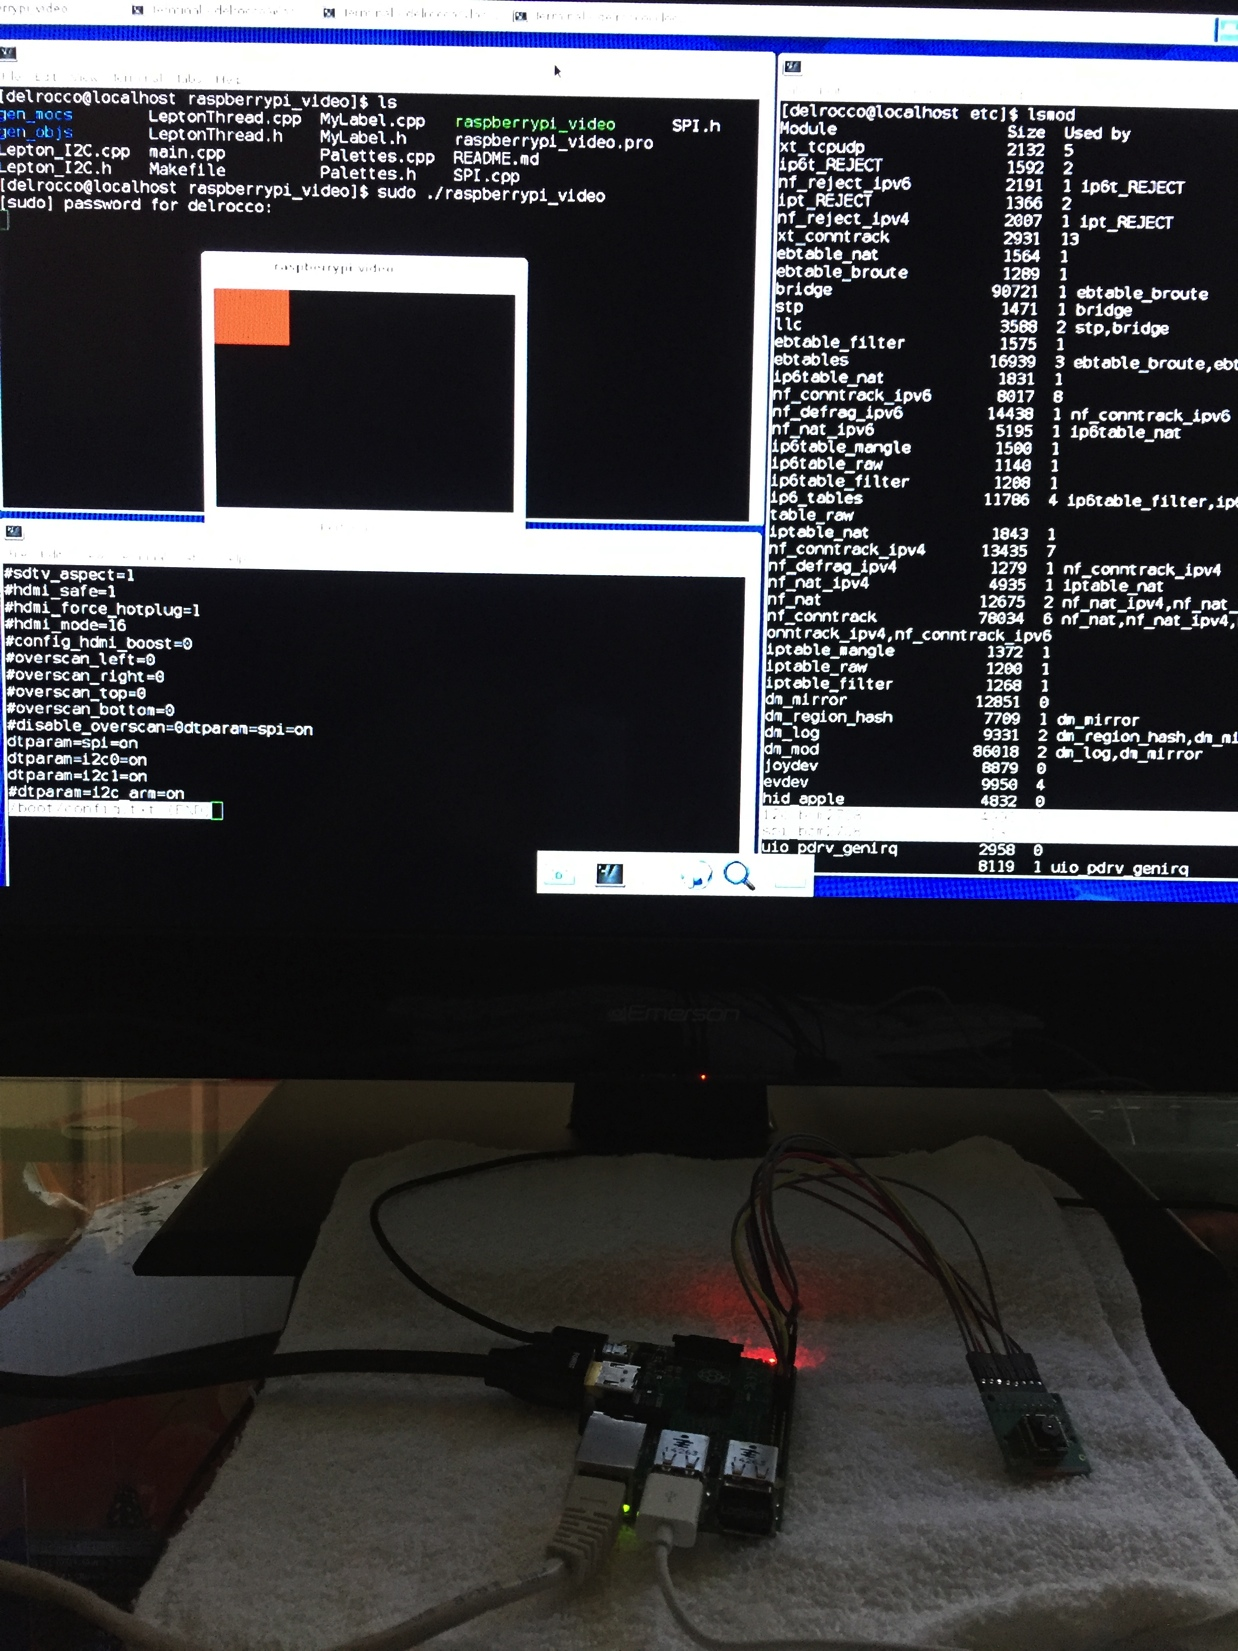 [delrocco@localhost raspberrypi_video]$ ls
gen_mocs LeptonThread.cpp MyLabel.cpp raspberrypi_video SPI.h
gen_objs LeptonThread.h MyLabel.h raspberrypi_video.pro
Lepton_I2C.cpp main.cpp Palettes.cpp README.md
Lepton_I2C.h Makefile Palettes.h SPI.cpp
[delrocco@localhost raspberrypi_video]$ sudo ./raspberrypi_video
[sudo] password for delrocco:
raspberrypi_video
#sdtv_aspect=1
#hdmi_safe=1
#hdmi_force_hotplug=1
#hdmi_mode=16
#config_hdmi_boost=0
#overscan_left=0
#overscan_right=0
#overscan_top=0
#overscan_bottom=0
#disable_overscan=0dtparam=spi=on
dtparam=spi=on
dtparam=i2c0=on
dtparam=i2c1=on
#dtparam=i2c_arm=on
/boot/config.txt (END)
[delrocco@localhost etc]$ lsmod
Module Size Used by
xt_tcpudp 2132 5
ip6t_REJECT 1592 2
nf_reject_ipv6 2191 1 ip6t_REJECT
ipt_REJECT 1366 2
nf_reject_ipv4 2007 1 ipt_REJECT
xt_conntrack 2931 13
ebtable_nat 1564 1
ebtable_broute 1289 1
bridge 90721 1 ebtable_broute
stp 1471 1 bridge
llc 3508 2 stp,bridge
ebtable_filter 1575 1
ebtables 16939 3 ebtable_broute,ebt
ip6table_nat 1831 1
nf_conntrack_ipv6 8017 8
nf_defrag_ipv6 14438 1 nf_conntrack_ipv6
nf_nat_ipv6 5195 1 ip6table_nat
ip6table_mangle 1500 1
ip6table_raw 1140 1
ip6table_filter 1208 1
ip6_tables 11786 4 ip6table_filter,ip6
table_raw
iptable_nat 1843 1
nf_conntrack_ipv4 13435 7
nf_defrag_ipv4 1279 1 nf_conntrack_ipv4
nf_nat_ipv4 4935 1 iptable_nat
nf_nat 12675 2 nf_nat_ipv4,nf_nat_
nf_conntrack 78034 6 nf_nat,nf_nat_ipv4,
onntrack_ipv4,nf_conntrack_ipv6
iptable_mangle 1372 1
iptable_raw 1200 1
iptable_filter 1268 1
dm_mirror 12851 0
dm_region_hash 7709 1 dm_mirror
dm_log 9331 2 dm_region_hash,dm_mi
dm_mod 86018 2 dm_log,dm_mirror
joydev 8879 0
evdev 9950 4
hid_apple 4832 0
uio_pdrv_genirq 2958 0
8119 1 uio_pdrv_genirq
Emerson